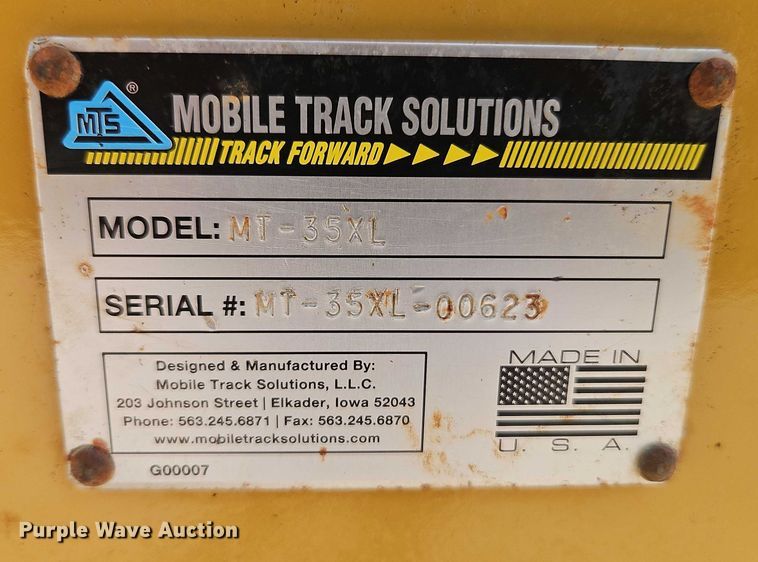 MTS ®
MOBILE TRACK SOLUTIONS
TRACK FORWARD
MODEL: MT-35XL
SERIAL #: MT-35XL-00623
Designed & Manufactured By:
Mobile Track Solutions, L.L.C.
203 Johnson Street | Elkader, Iowa 52043
Phone: 563.245.6871 | Fax: 563.245.6870
www.mobiletracksolutions.com
G00007
MADE IN
U. S. A.
Purple Wave Auction